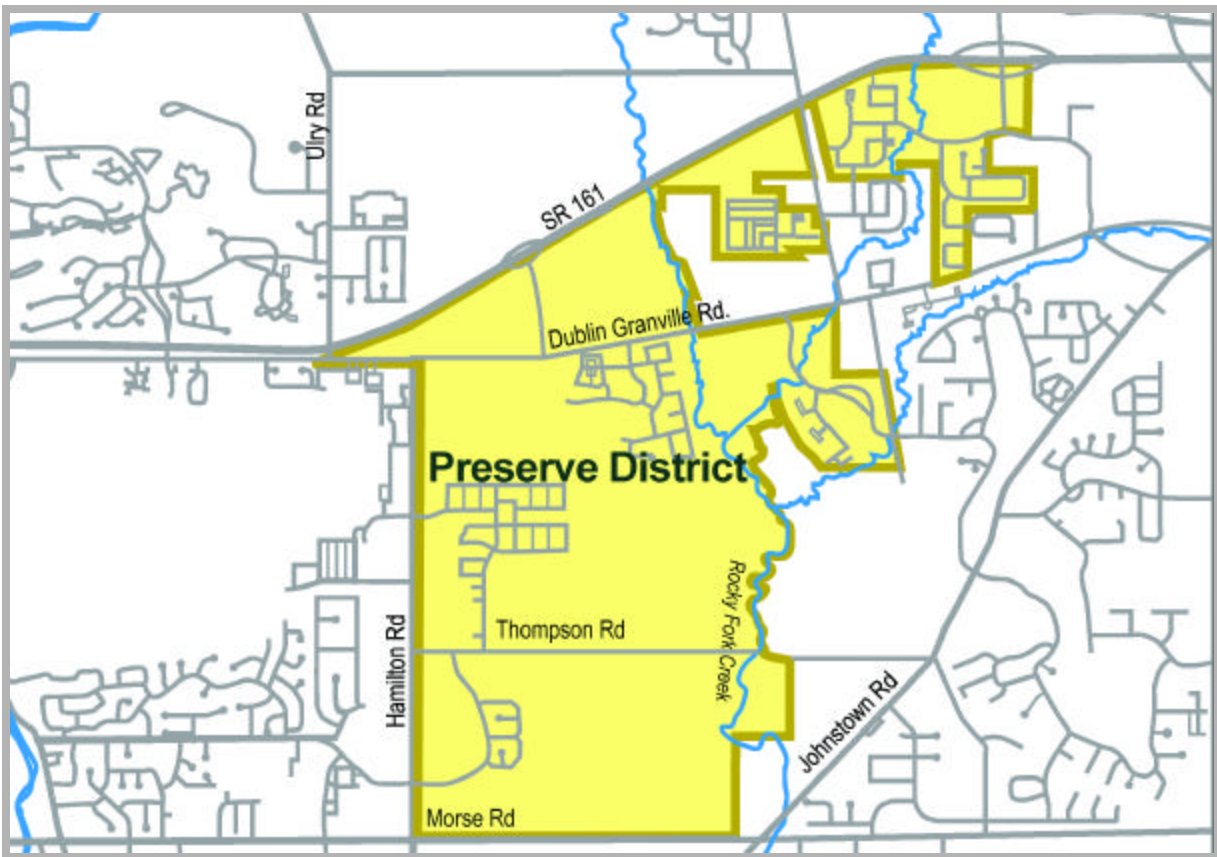 Ulry Rd
SR 161
Dublin Granville Rd.
Preserve District
Rocky Fork Creek
Thompson Rd
Hamilton Rd
Johnstown Rd
Morse Rd